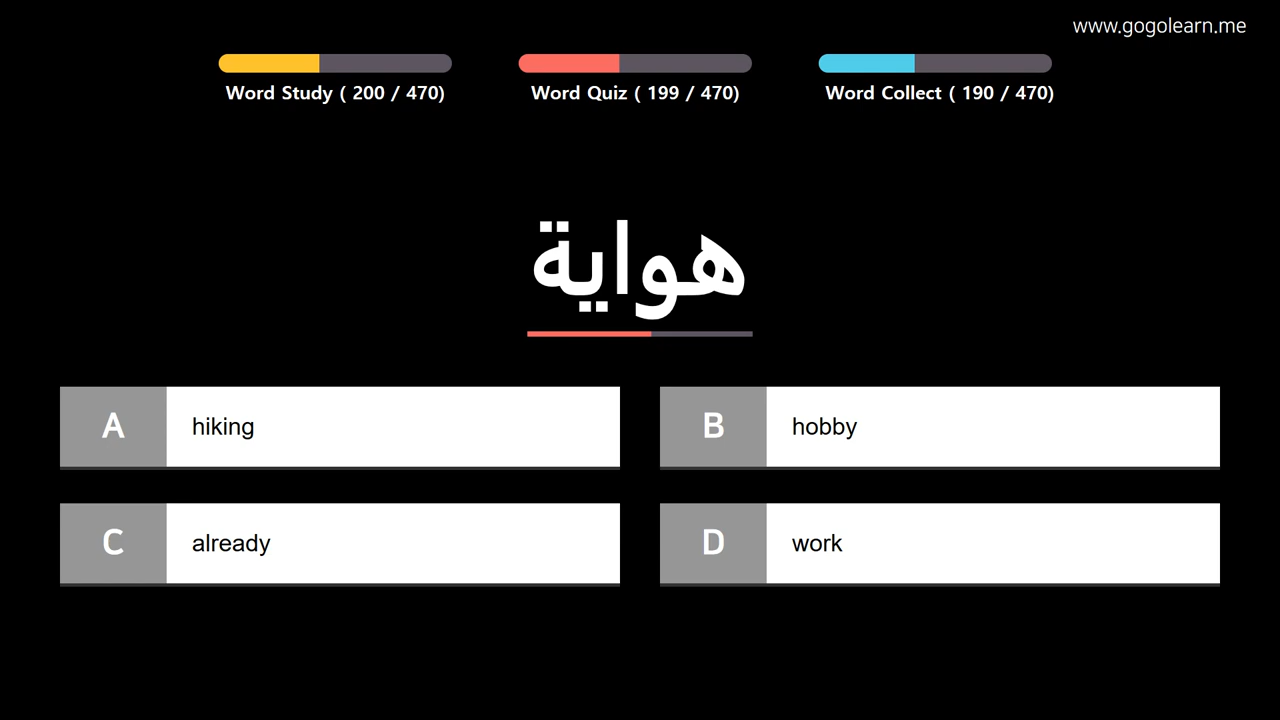 www.gogolearn.me
Word Study ( 200 / 470)
Word Quiz ( 199 / 470)
Word Collect ( 190 / 470)
هواية
A hiking
B hobby
C already
D work